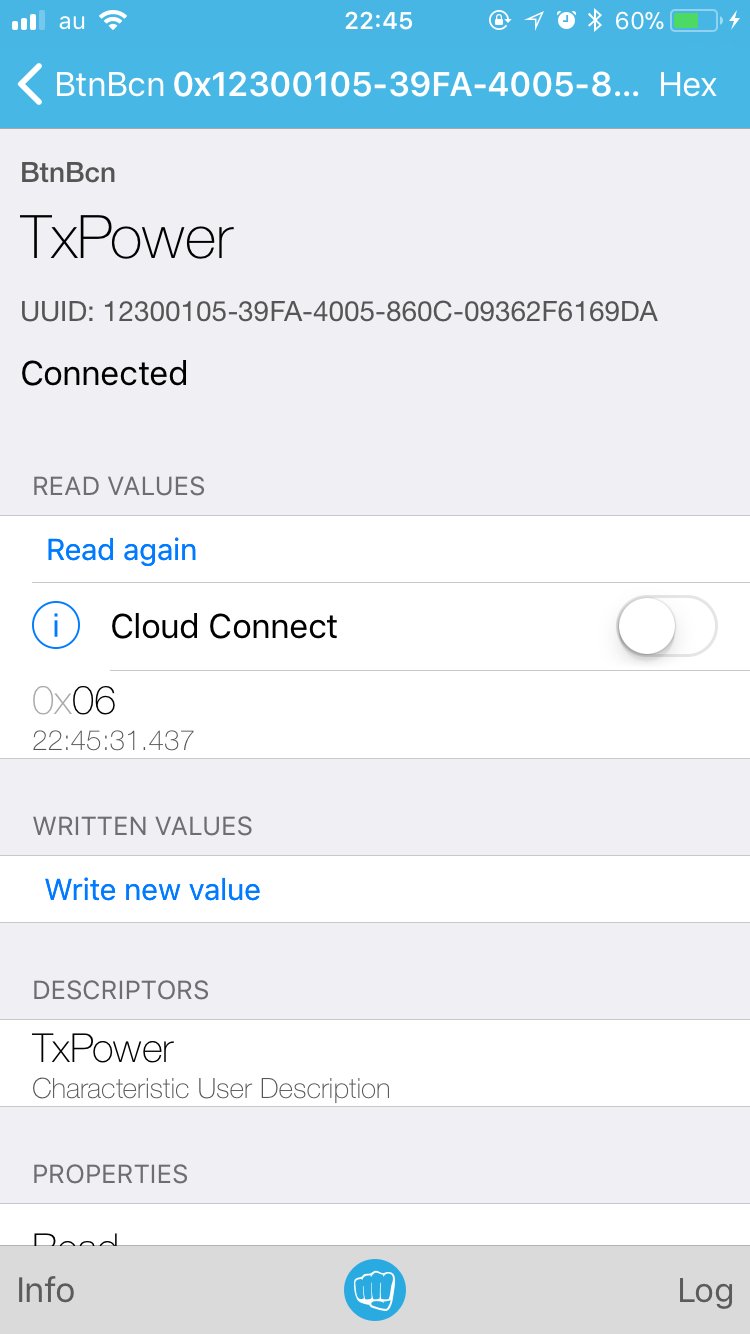 au 22:45 60%
BtnBcn 0x12300105-39FA-4005-8... Hex
BtnBcn
TxPower
UUID: 12300105-39FA-4005-860C-09362F6169DA
Connected
READ VALUES
Read again
i Cloud Connect
0x06
22:45:31.437
WRITTEN VALUES
Write new value
DESCRIPTORS
TxPower
Characteristic User Description
PROPERTIES
Read
Info Log